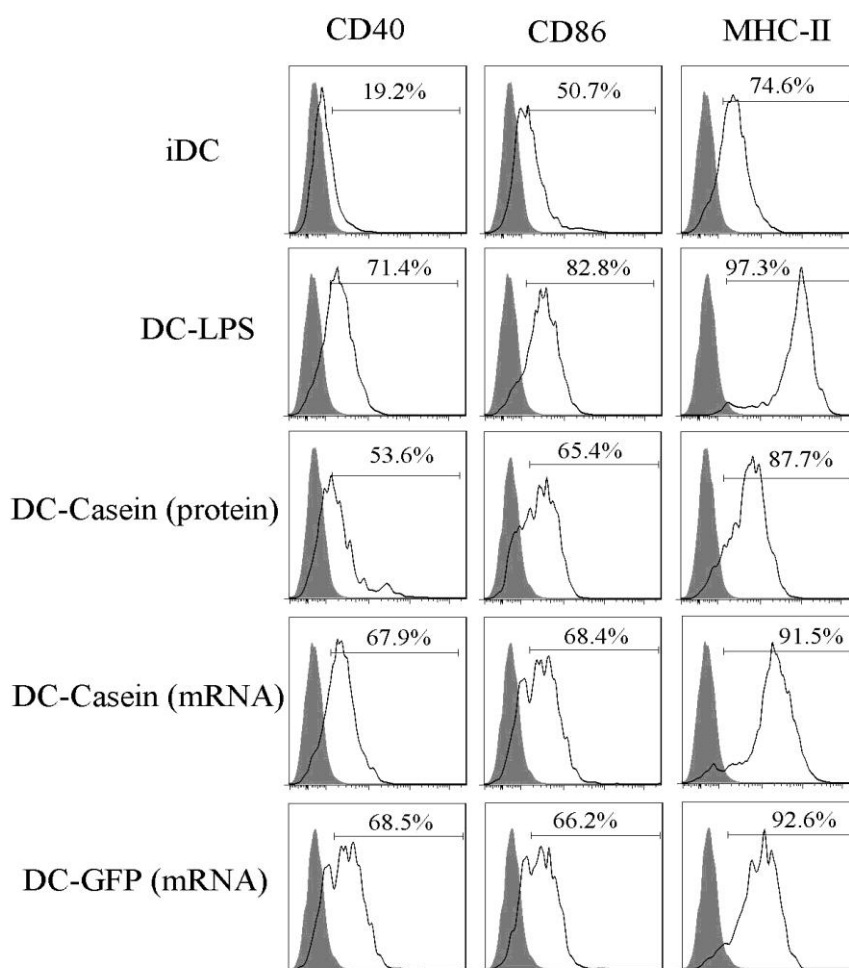 CD40 CD86 MHC-II
iDC 19.2% 50.7% 74.6%
DC-LPS 71.4% 82.8% 97.3%
DC-Casein (protein) 53.6% 65.4% 87.7%
DC-Casein (mRNA) 67.9% 68.4% 91.5%
DC-GFP (mRNA) 68.5% 66.2% 92.6%